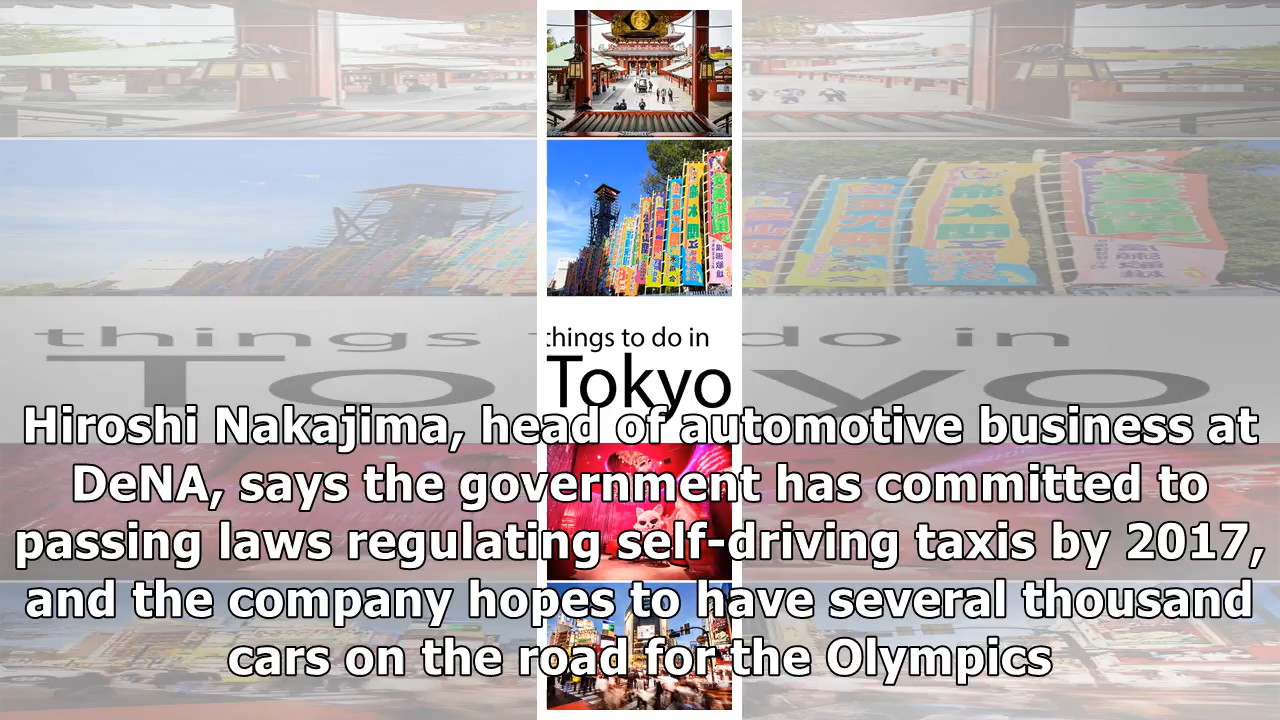 things to do in
Tokyo
Hiroshi Nakajima, head of automotive business at
DeNA, says the government has committed to
passing laws regulating self-driving taxis by 2017,
and the company hopes to have several thousand
cars on the road for the Olympics